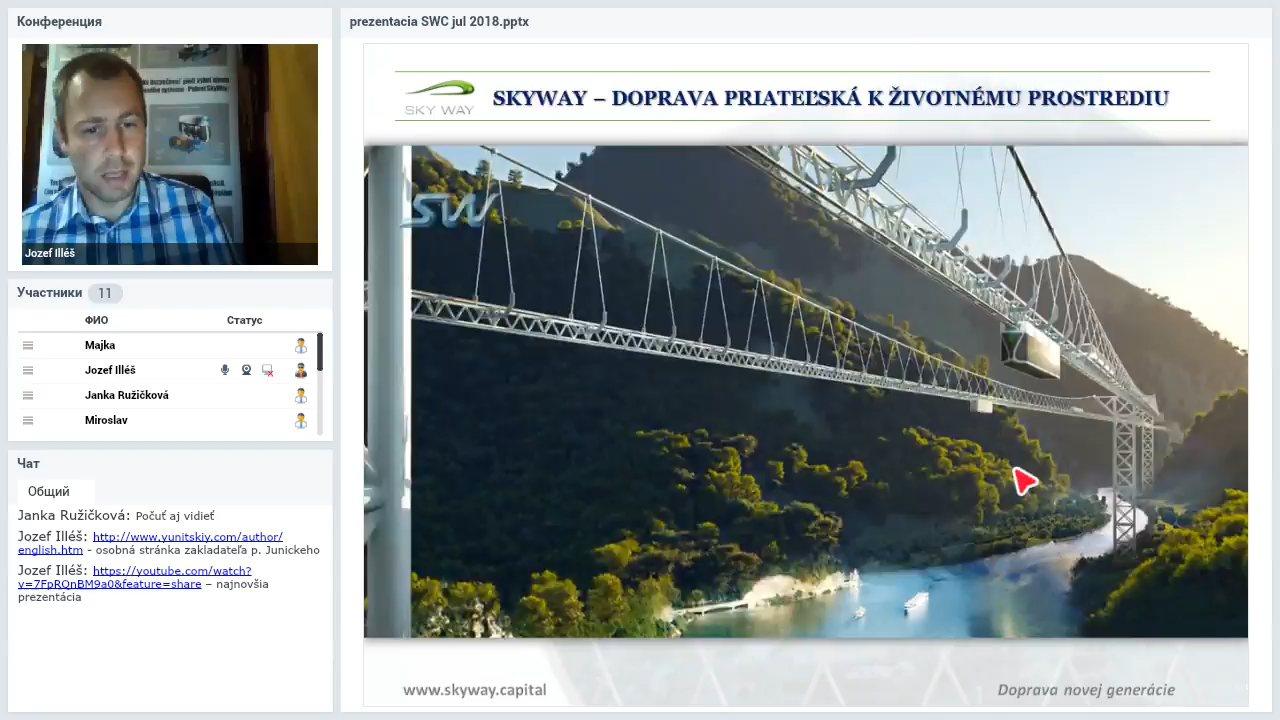 Конференция
Jozef Illéš
Участники 11
ФИО Статус
Majka
Jozef Illéš
Janka Ružičková
Miroslav
Чат
Общий
Janka Ružičková: Počuť aj vidieť
Jozef Illéš: http://www.yunitskiy.com/author/
english.htm - osobná stránka zakladateľa p. Junickeho
Jozef Illéš: https://youtube.com/watch?
v=7FpRQnBM9a0&feature=share – najnovšia
prezentácia
prezentacia SWC jul 2018.pptx
SKY WAY
SKYWAY – DOPRAVA PRIATEĽSKÁ K ŽIVOTNÉMU PROSTREDIU
SW
www.skyway.capital
Doprava novej generácie